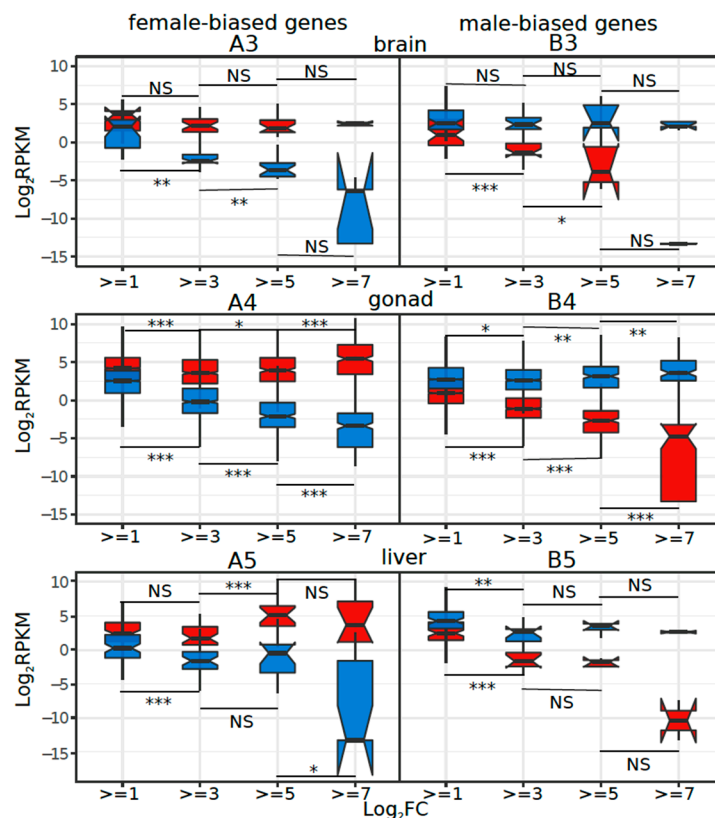 female-biased genes male-biased genes
A3 brain B3
NS NS NS NS NS NS
10
5
0
−5
−10
−15
Log2RPKM
** ** NS *** * NS
>=1 >=3 >=5 >=7 >=1 >=3 >=5 >=7
A4 gonad B4
*** * *** * ** **
10
5
0
−5
−10
−15
Log2RPKM
*** *** *** *** *** ***
>=1 >=3 >=5 >=7 >=1 >=3 >=5 >=7
A5 liver B5
NS *** NS ** NS NS
10
5
0
−5
−10
−15
Log2RPKM
*** NS * *** NS NS
>=1 >=3 >=5 >=7 >=1 >=3 >=5 >=7
Log2FC